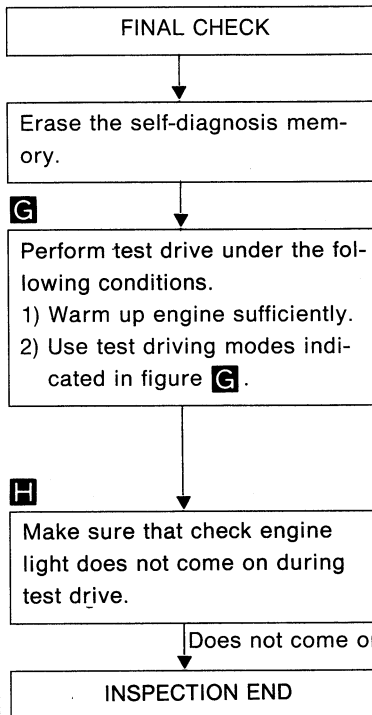 FINAL CHECK
Erase the self-diagnosis mem-
ory.
G
Perform test drive under the fol-
lowing conditions.
1) Warm up engine sufficiently.
2) Use test driving modes indi-
cated in figure G .
H
Make sure that check engine
light does not come on during
test drive.
Does not come
INSPECTION END